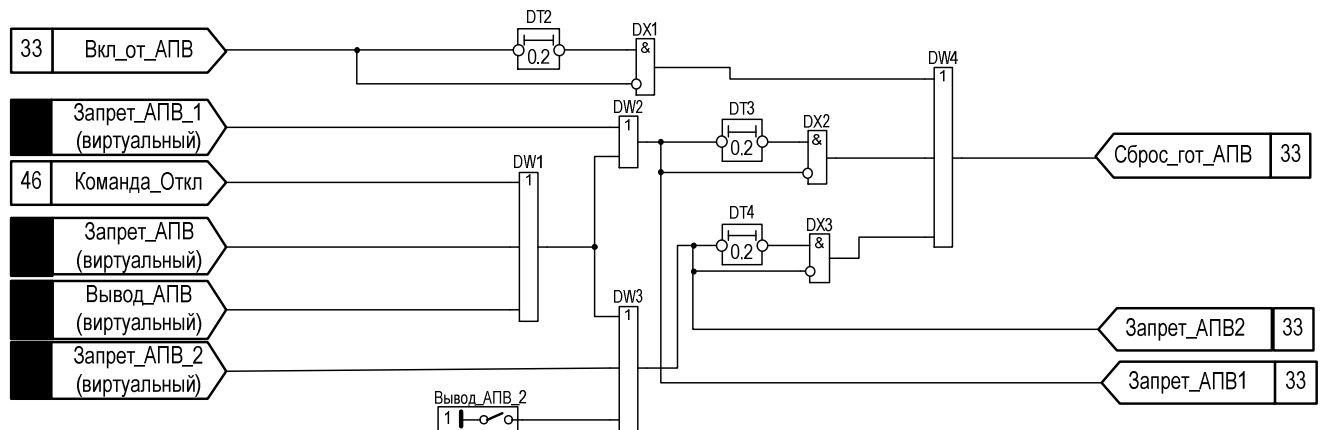 33 Вкл_от_АПВ
DT2
0.2
DX1
&
DW4
1
Запрет_АПВ_1
(виртуальный)
DW2
1
DT3
0.2
DX2
&
Сброс_гот_АПВ 33
46 Команда_Откл
DW1
1
Запрет_АПВ
(виртуальный)
DT4
0.2
DX3
&
Вывод_АПВ
(виртуальный)
DW3
1
Запрет_АПВ2 33
Запрет_АПВ_2
(виртуальный)
Запрет_АПВ1 33
Вывод_АПВ_2
1